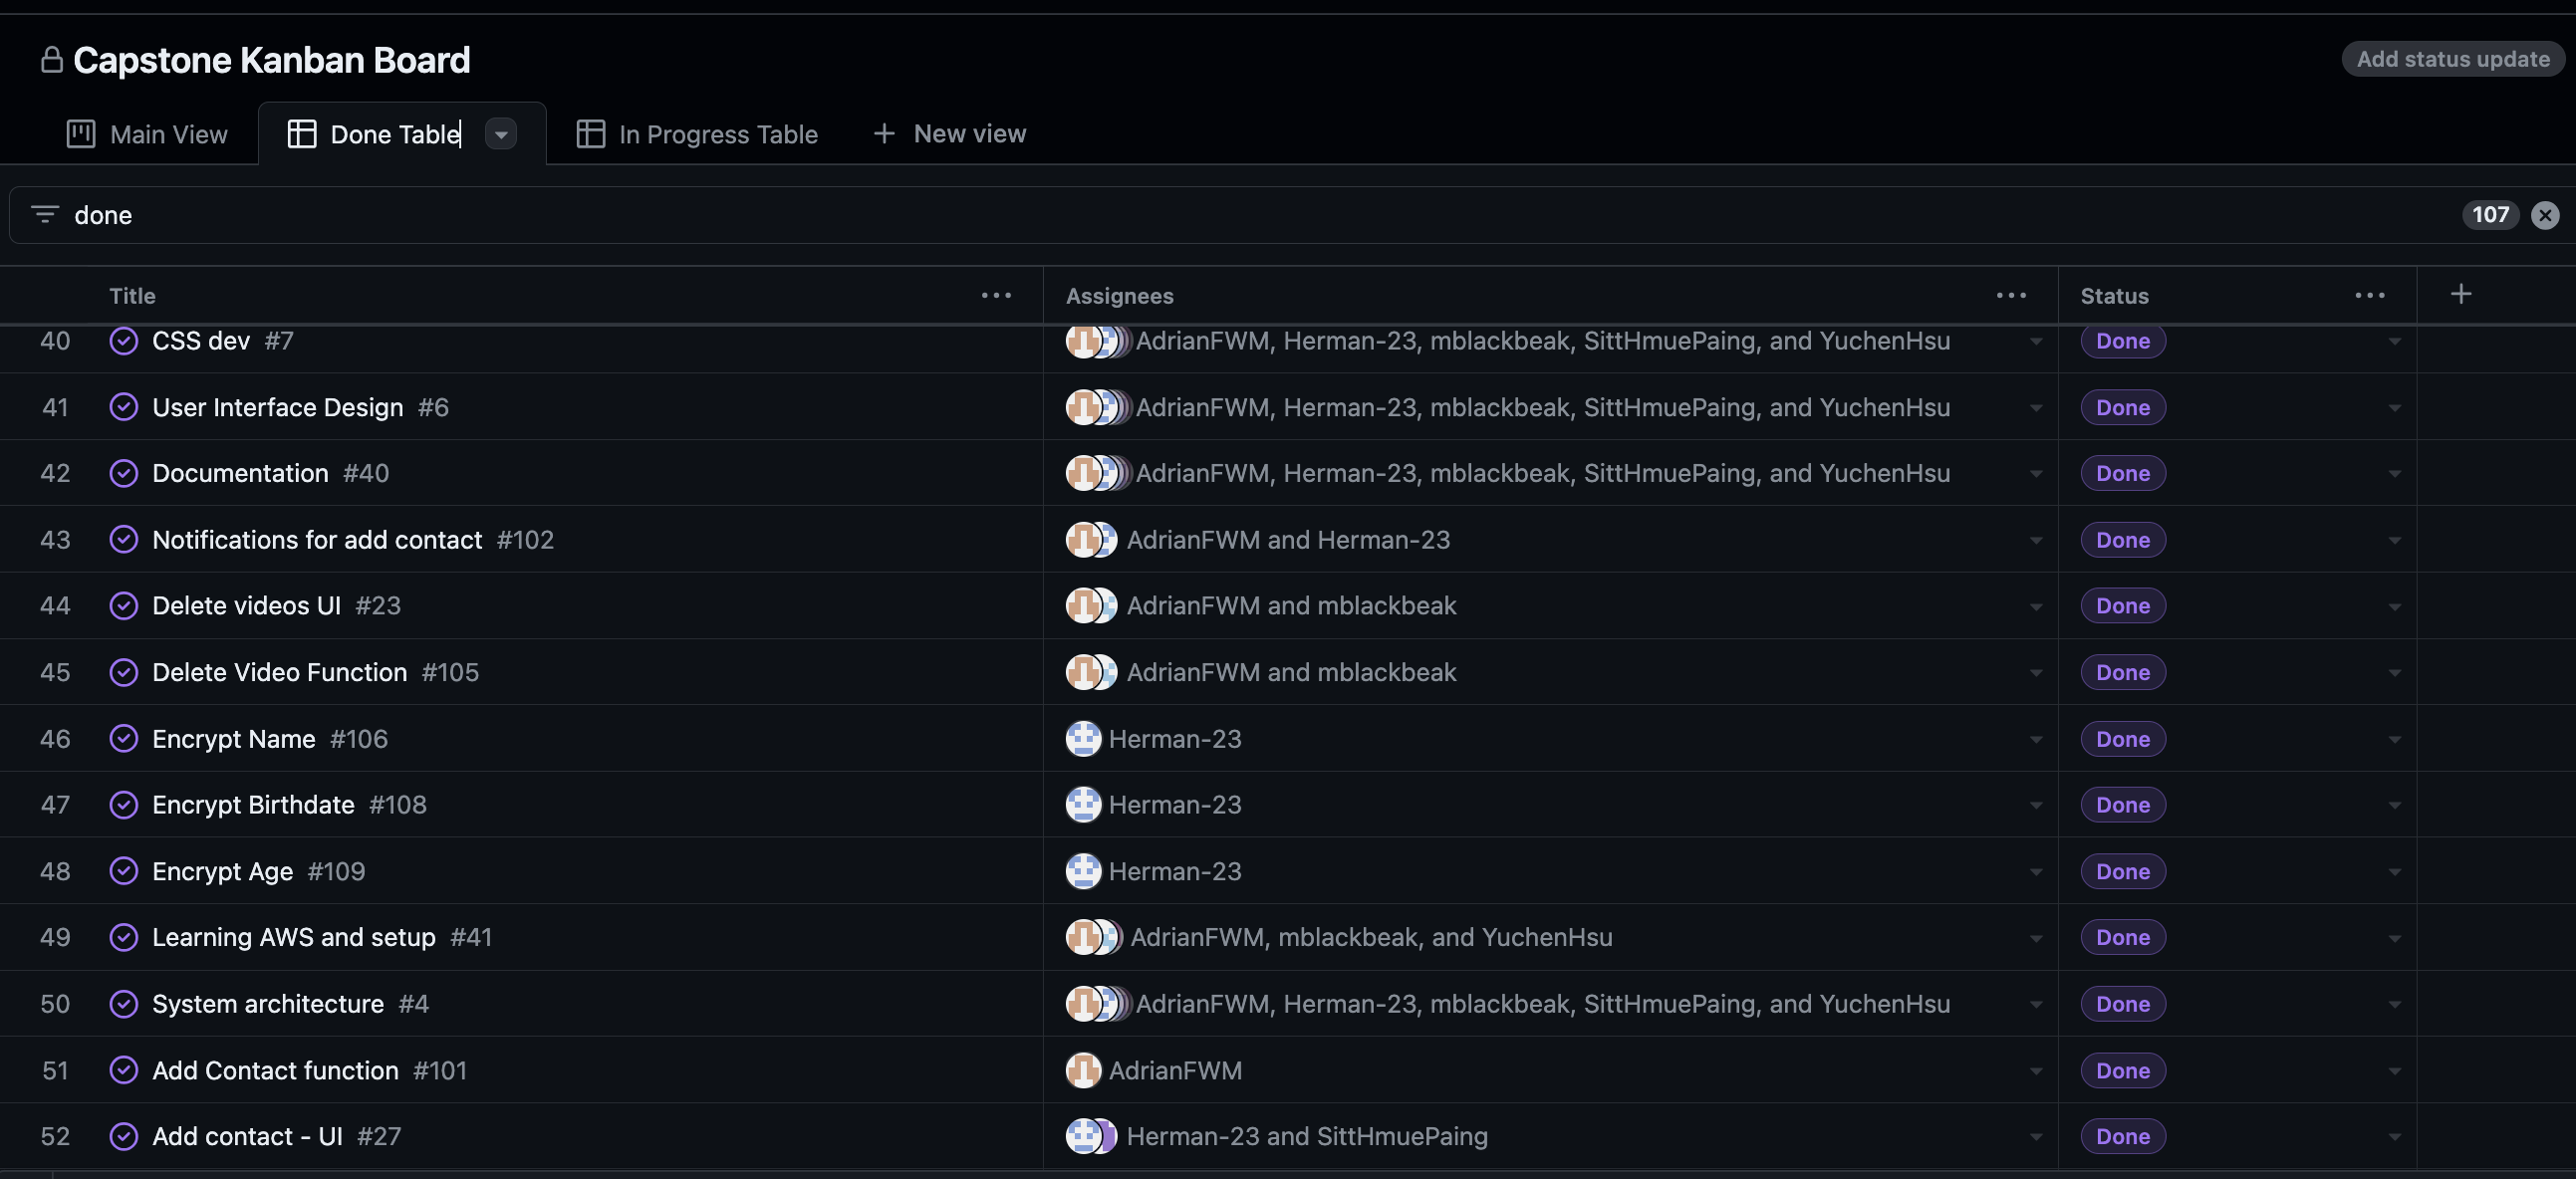 Capstone Kanban Board
Add status update
Main View
Done Table
In Progress Table
New view
done
107
Title Assignees Status
40 CSS dev #7 AdrianFWM, Herman-23, mblackbeak, SittHmuePaing, and YuchenHsu Done
41 User Interface Design #6 AdrianFWM, Herman-23, mblackbeak, SittHmuePaing, and YuchenHsu Done
42 Documentation #40 AdrianFWM, Herman-23, mblackbeak, SittHmuePaing, and YuchenHsu Done
43 Notifications for add contact #102 AdrianFWM and Herman-23 Done
44 Delete videos UI #23 AdrianFWM and mblackbeak Done
45 Delete Video Function #105 AdrianFWM and mblackbeak Done
46 Encrypt Name #106 Herman-23 Done
47 Encrypt Birthdate #108 Herman-23 Done
48 Encrypt Age #109 Herman-23 Done
49 Learning AWS and setup #41 AdrianFWM, mblackbeak, and YuchenHsu Done
50 System architecture #4 AdrianFWM, Herman-23, mblackbeak, SittHmuePaing, and YuchenHsu Done
51 Add Contact function #101 AdrianFWM Done
52 Add contact - UI #27 Herman-23 and SittHmuePaing Done